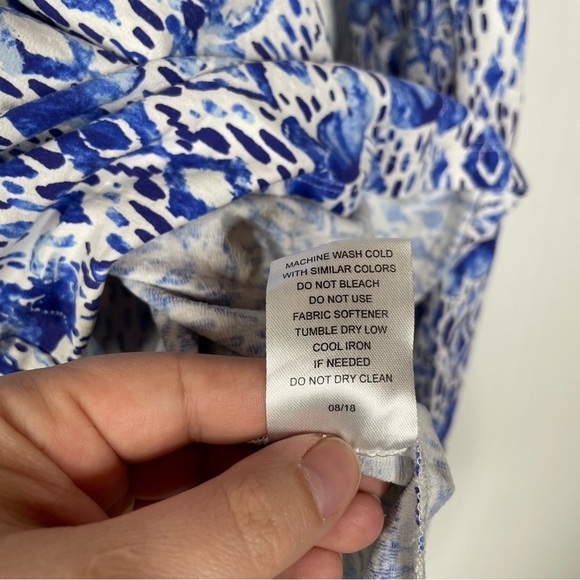 MACHINE WASH COLD
WITH SIMILAR COLORS
DO NOT BLEACH
DO NOT USE
FABRIC SOFTENER
TUMBLE DRY LOW
COOL IRON
IF NEEDED
DO NOT DRY CLEAN
08/18